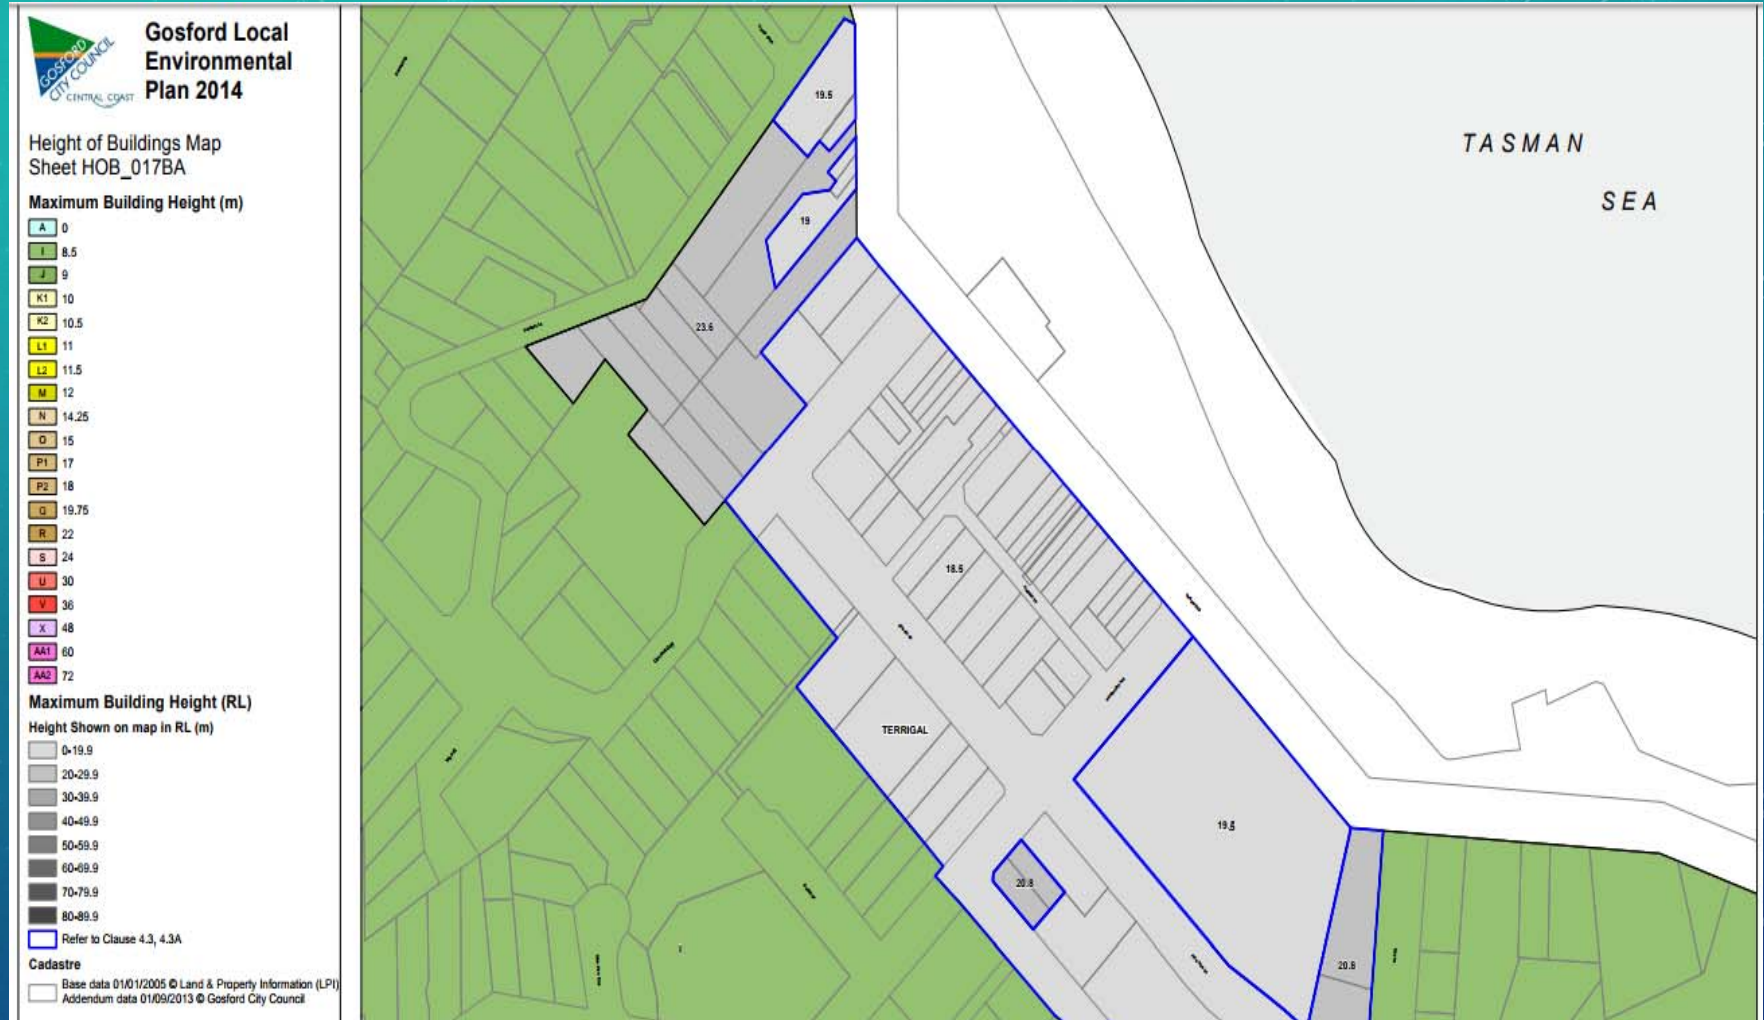 GOSFORD
CITY COUNCIL
CENTRAL COAST
Gosford Local
Environmental
Plan 2014
Height of Buildings Map
Sheet HOB_017BA
Maximum Building Height (m)
A 0
I 8.5
J 9
K1 10
K2 10.5
L1 11
L2 11.5
M 12
N 14.25
O 15
P1 17
P2 18
Q 19.75
R 22
S 24
U 30
V 36
X 48
AA1 60
AA2 72
Maximum Building Height (RL)
Height Shown on map in RL (m)
0-19.9
20-29.9
30-39.9
40-49.9
50-59.9
60-69.9
70-79.9
80-89.9
Refer to Clause 4.3, 4.3A
Cadastre
Base data 01/01/2005 © Land & Property Information (LPI)
Addendum data 01/09/2013 © Gosford City Council
19.5
TASMAN
SEA
19
23.6
18.5
TERRIGAL
19.5
20.8
I